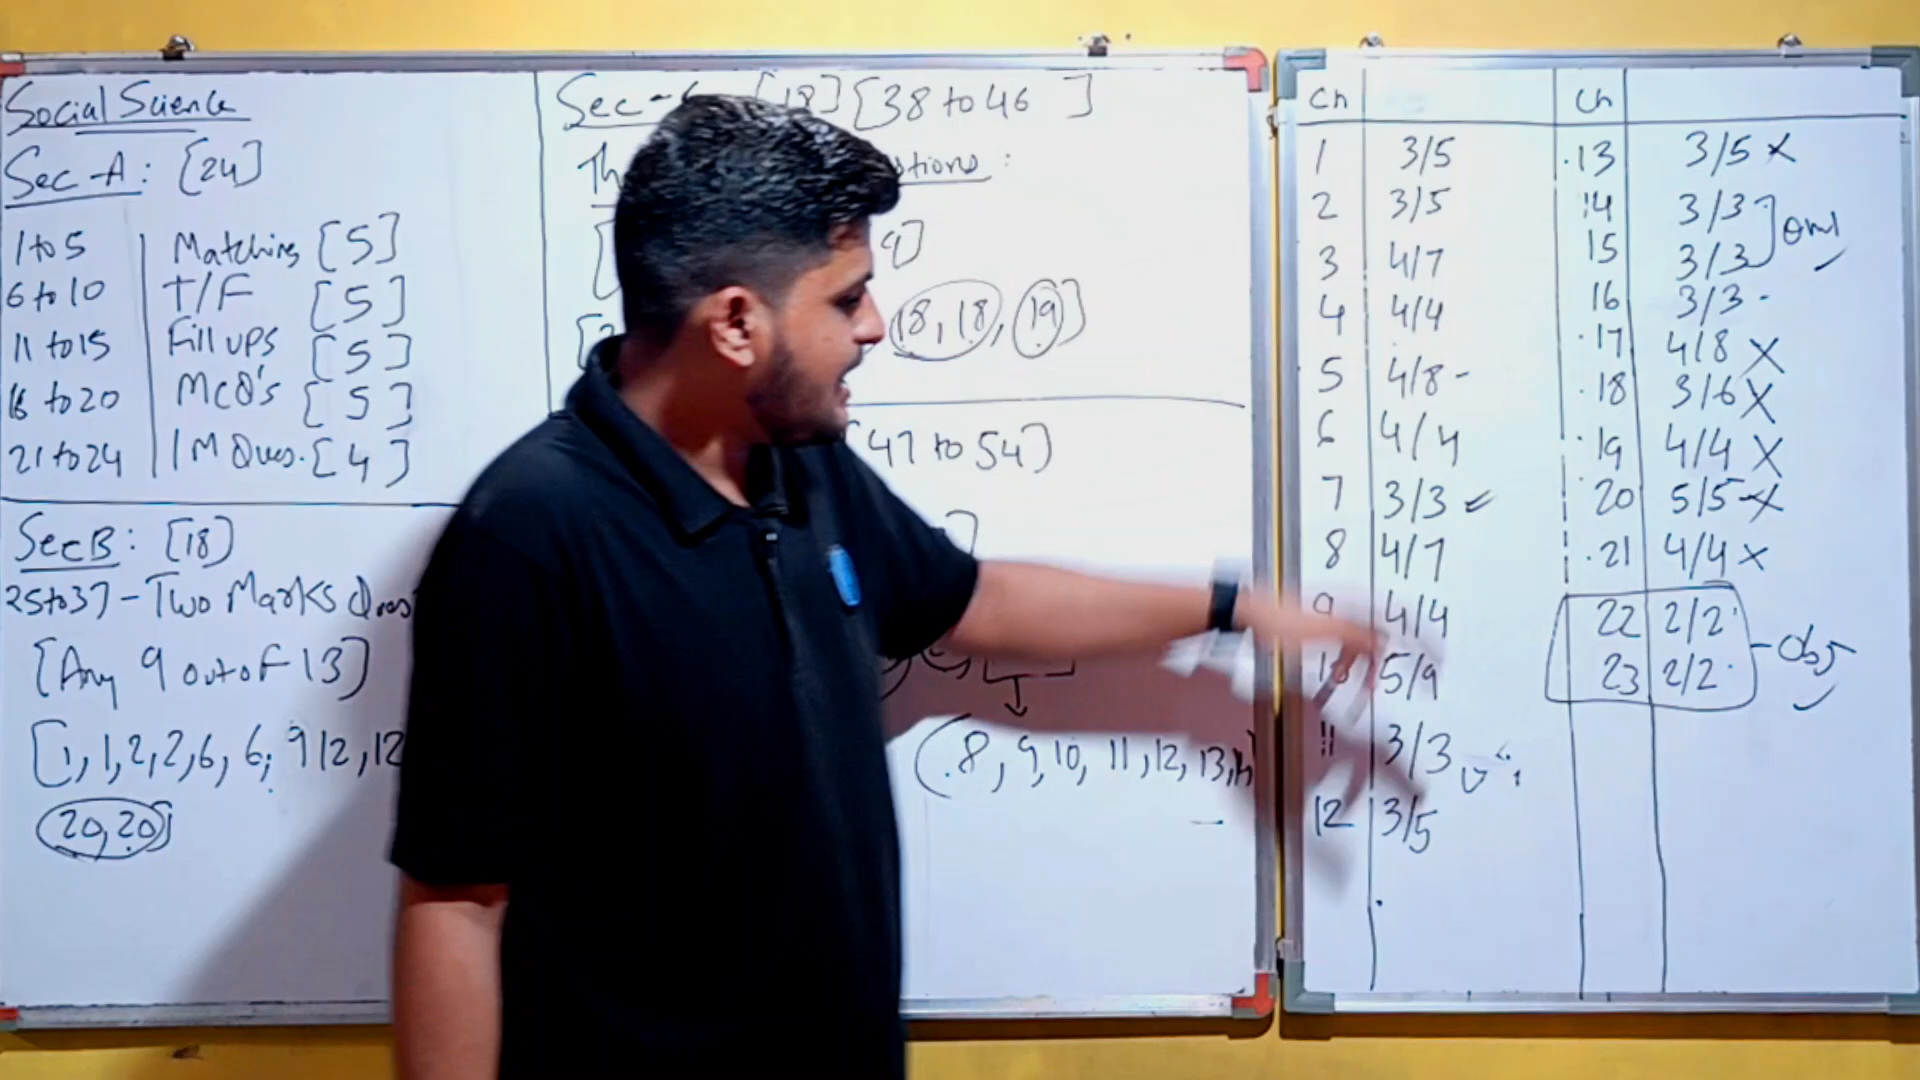 Social Science
Sec-A: [24]
1 to 5 Matching [5]
6 to 10 T/F [5]
11 to 15 Fill ups [5]
16 to 20 MCQ's [5]
21 to 24 1M Ques. [4]
Sec B: [18]
25 to 37 - Two Marks Ques
[Any 9 out of 13]
[1, 1, 2, 2, 6, 6, 9 12, 12
20, 20]
Sec - [18] [38 to 46 ]
Th
9]
18, 18, 19]
[47 to 54]
(.8, 9, 10, 11, 12, 13, 14
Ch
1 3/5
2 3/5
3 4/7
4 4/4
5 4/8 -
6 4/4
7 3/3
8 4/7
9 4/4
10 5/9
11 3/3
12 3/5
Ch
13 3/5 x
14 3/3
15 3/3
16 3/3 -
17 4/8 X
18 3/6 X
19 4/4 X
20 5/5 X
21 4/4 x
22 2/2
23 2/2
- Obj